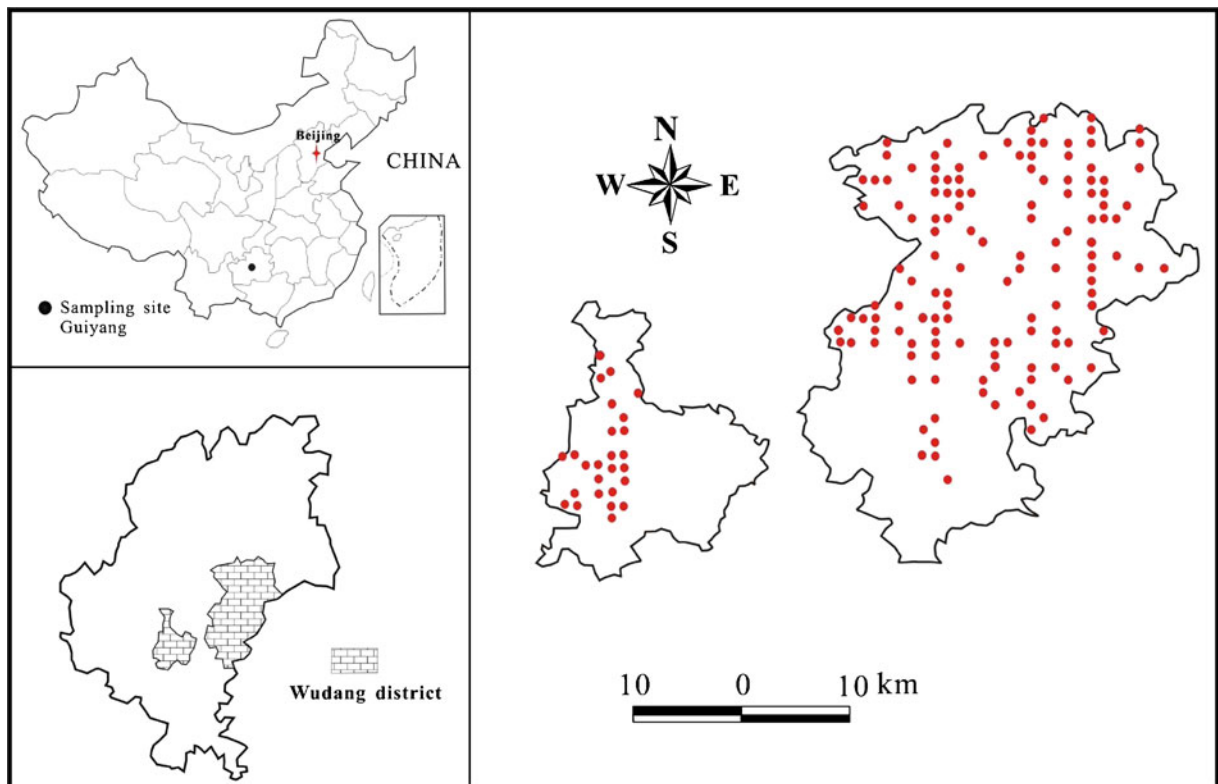 Beijing
CHINA
Sampling site
Guiyang
Wudang district
N
W E
S
10 0 10 km